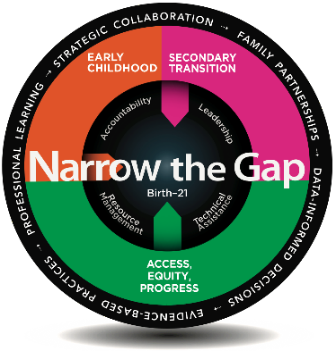 STRATEGIC COLLABORATION → FAMILY PARTNERSHIPS → DATA-INFORMED DECISIONS → EVIDENCE-BASED PRACTICES → PROFESSIONAL LEARNING →
EARLY
CHILDHOOD
SECONDARY
TRANSITION
Accountability
Leadership
Narrow the Gap
Birth–21
Resource
Management
Technical
Assistance
ACCESS,
EQUITY,
PROGRESS